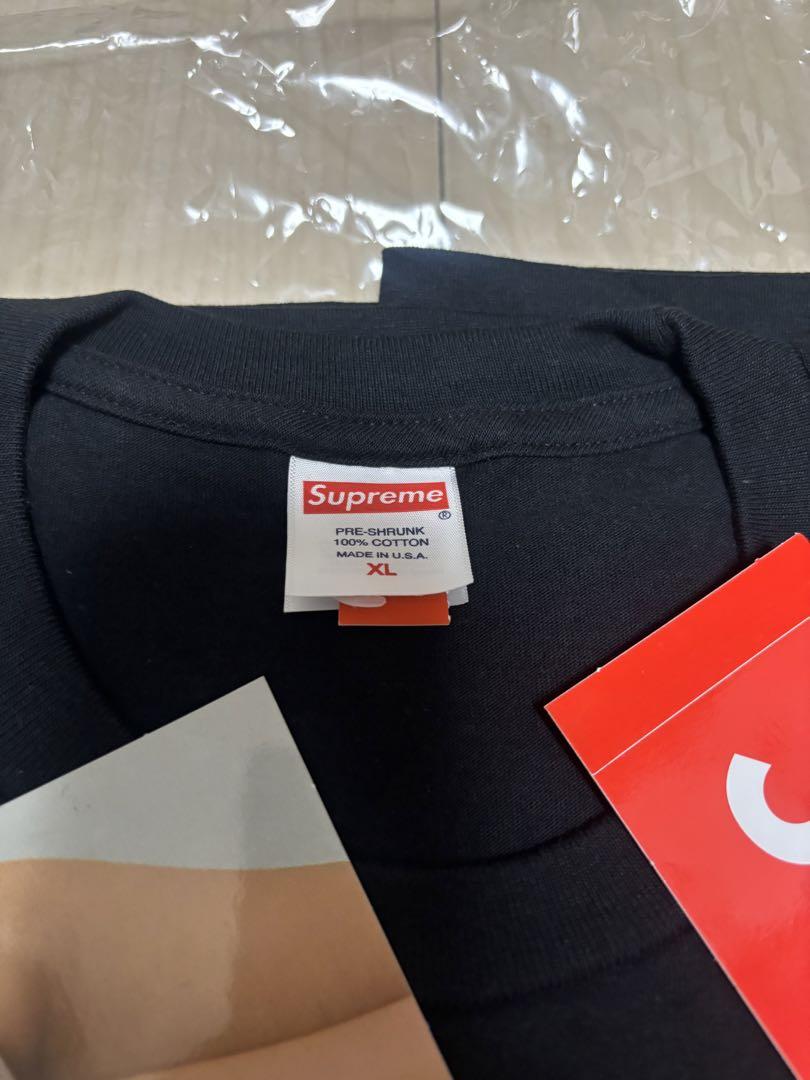 Supreme
®
PRE-SHRUNK
100% COTTON
MADE IN U.S.A.
XL